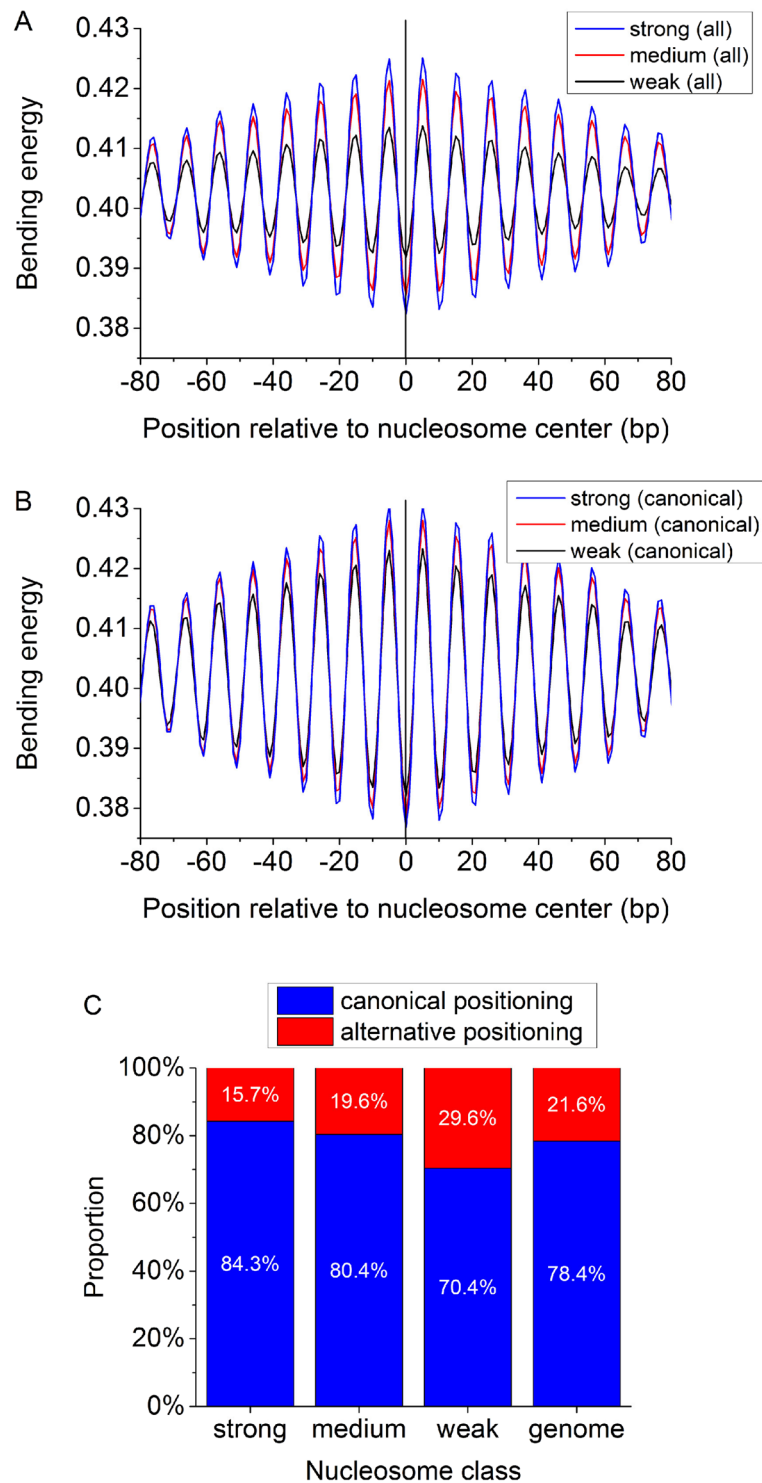 A
strong (all)
medium (all)
weak (all)
0.43
0.42
0.41
0.40
0.39
0.38
Bending energy
-80 -60 -40 -20 0 20 40 60 80
Position relative to nucleosome center (bp)
B
strong (canonical)
medium (canonical)
weak (canonical)
0.43
0.42
0.41
0.40
0.39
0.38
Bending energy
-80 -60 -40 -20 0 20 40 60 80
Position relative to nucleosome center (bp)
C
canonical positioning
alternative positioning
100%
80%
60%
40%
20%
0%
Proportion
15.7% 19.6% 29.6% 21.6%
84.3% 80.4% 70.4% 78.4%
strong medium weak genome
Nucleosome class